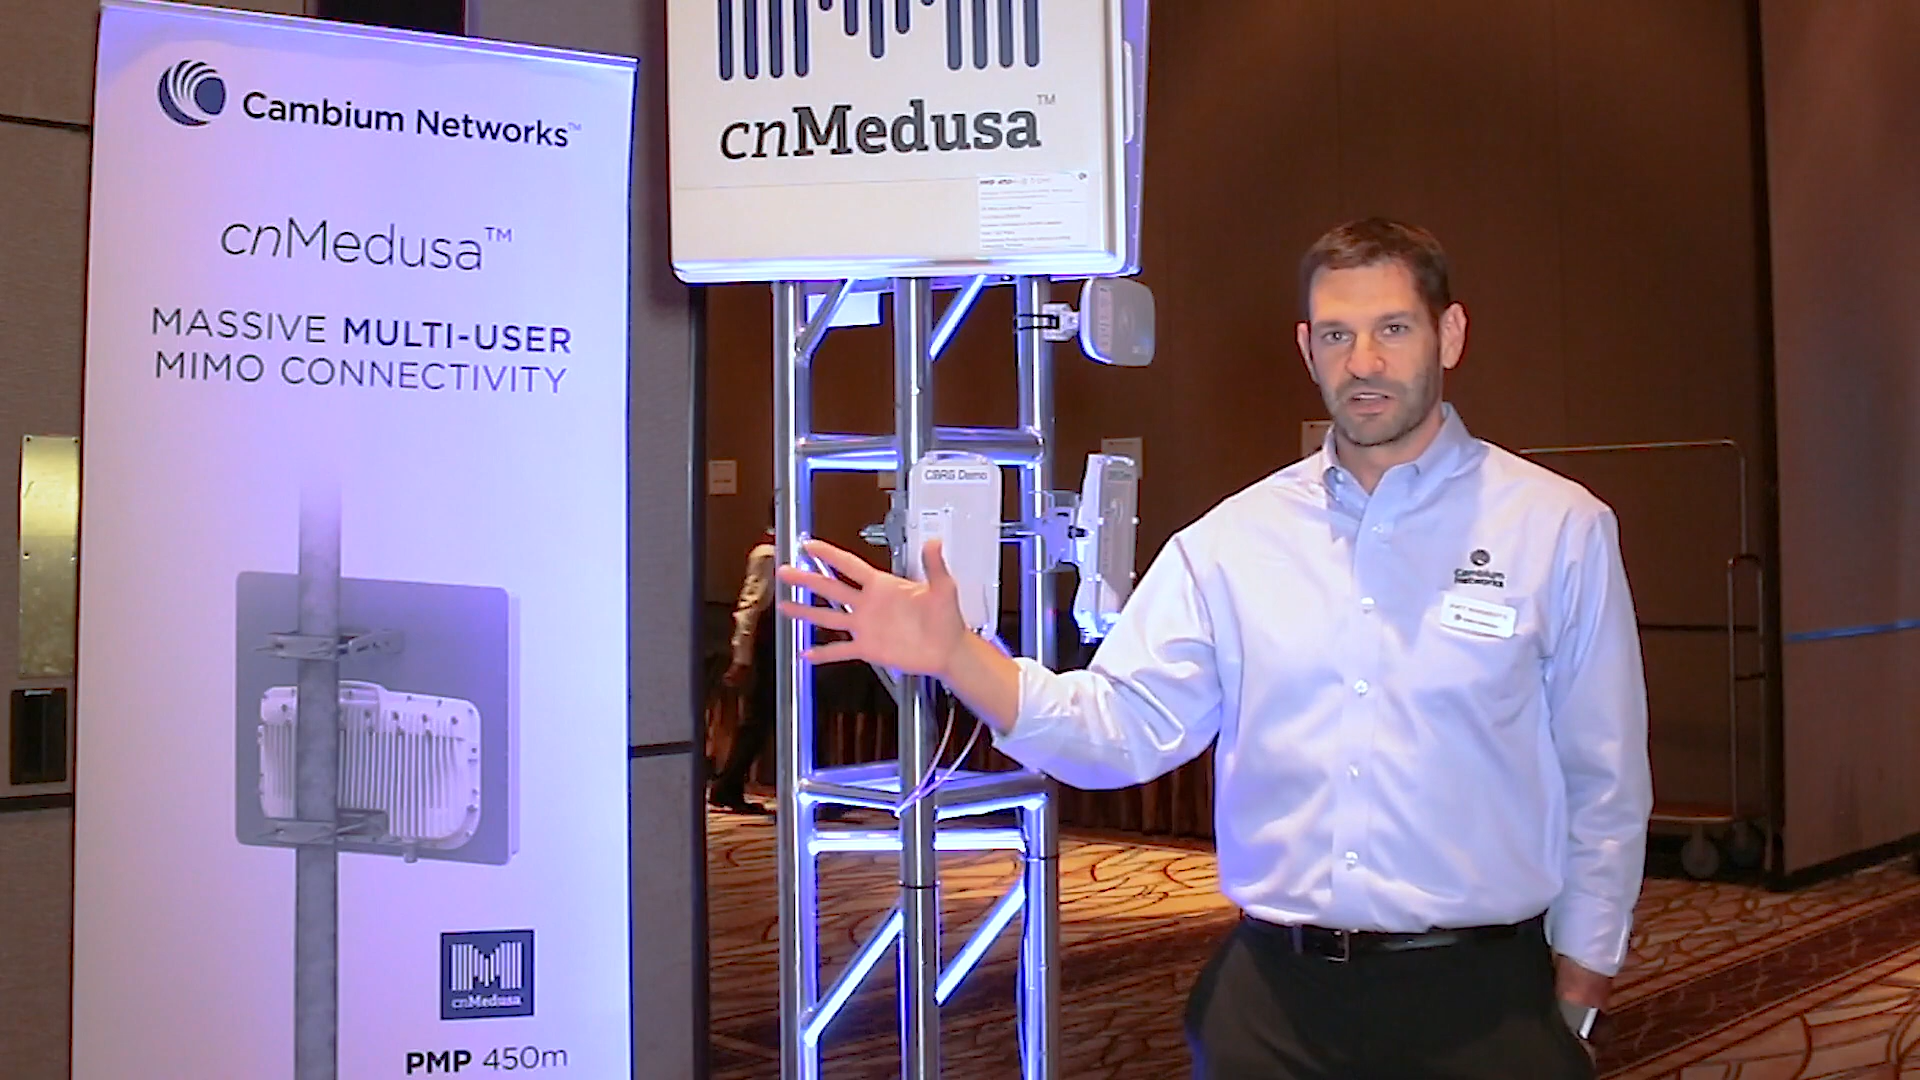 Cambium Networks™
cnMedusa™
MASSIVE MULTI-USER
MIMO CONNECTIVITY
cnMedusa
PMP 450m
cnMedusa™
CBRS Demo
Cambium
Networks